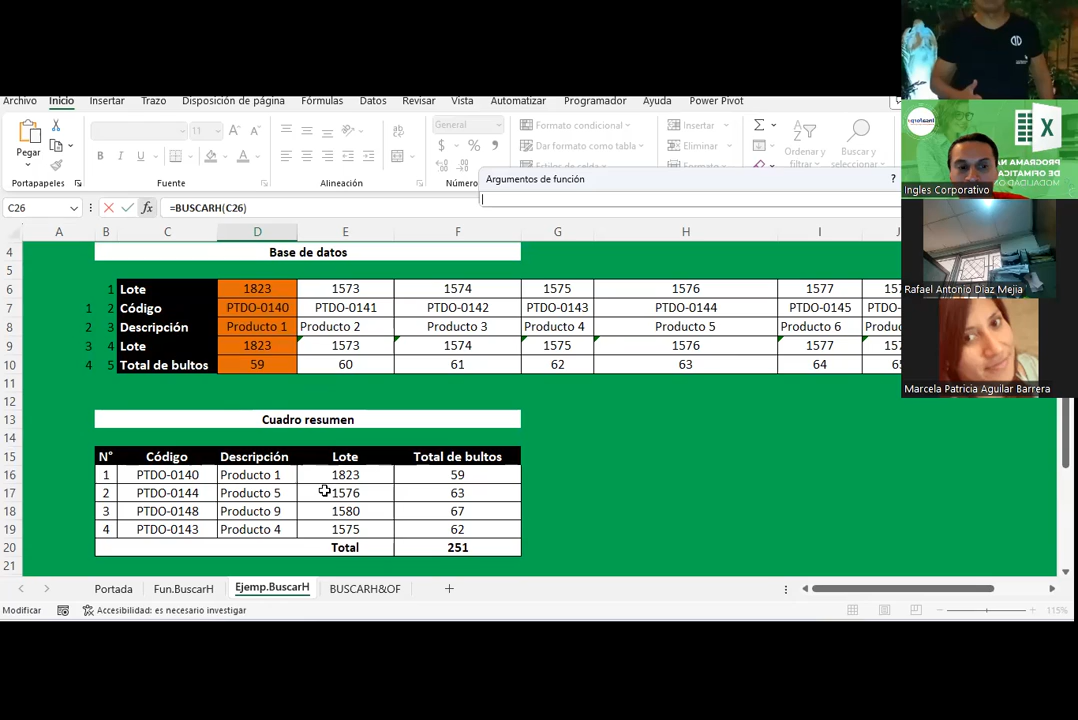 Archivo Inicio Insertar Trazo Disposición de página Fórmulas Datos Revisar Vista Automatizar Programador Ayuda Power Pivot
Pegar
11
General
Formato condicional
Dar formato como tabla
Insertar
Eliminar
Ordenar y
filtrar
Buscar y
seleccionar
Portapapeles Fuente Alineación Número
Argumentos de función ?
C26 fx =BUSCARH(C26)
A B C D E F G H I J
4 Base de datos
5
6 1 Lote 1823 1573 1574 1575 1576 1577
7 1 2 Código PTDO-0140 PTDO-0141 PTDO-0142 PTDO-0143 PTDO-0144 PTDO-0145
8 2 3 Descripción Producto 1 Producto 2 Producto 3 Producto 4 Producto 5 Producto 6
9 3 4 Lote 1823 1573 1574 1575 1576 1577
10 4 5 Total de bultos 59 60 61 62 63 64
11
12
13 Cuadro resumen
14
15 N° Código Descripción Lote Total de bultos
16 1 PTDO-0140 Producto 1 1823 59
17 2 PTDO-0144 Producto 5 1576 63
18 3 PTDO-0148 Producto 9 1580 67
19 4 PTDO-0143 Producto 4 1575 62
20 Total 251
21
Portada Fun.BuscarH Ejemp.BuscarH BUSCARH&OF
Modificar Accesibilidad: es necesario investigar 115%
Ingles Corporativo
Rafael Antonio Díaz Mejia
Marcela Patricia Aguilar Barrera